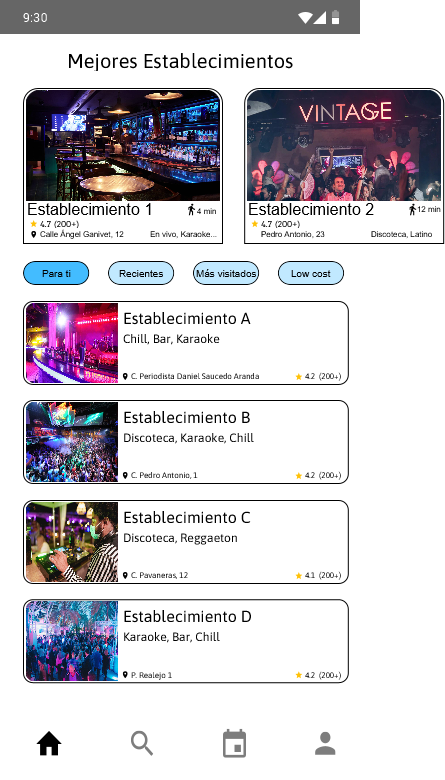 9:30
Mejores Establecimientos
VINTAGE
Establecimiento 1
4 min
4.7 (200+)
Calle Ángel Ganivet, 12
En vivo, Karaoke...
Establecimiento 2
12 min
4.7 (200+)
Pedro Antonio, 23
Discoteca, Latino
Para ti
Recientes
Más visitados
Low cost
Establecimiento A
Chill, Bar, Karaoke
C. Periodista Daniel Saucedo Aranda
4.2 (200+)
Establecimiento B
Discoteca, Karaoke, Chill
C. Pedro Antonio, 1
4.2 (200+)
Establecimiento C
Discoteca, Reggaeton
C. Pavaneras, 12
4.1 (200+)
Establecimiento D
Karaoke, Bar, Chill
P. Realejo 1
4.2 (200+)